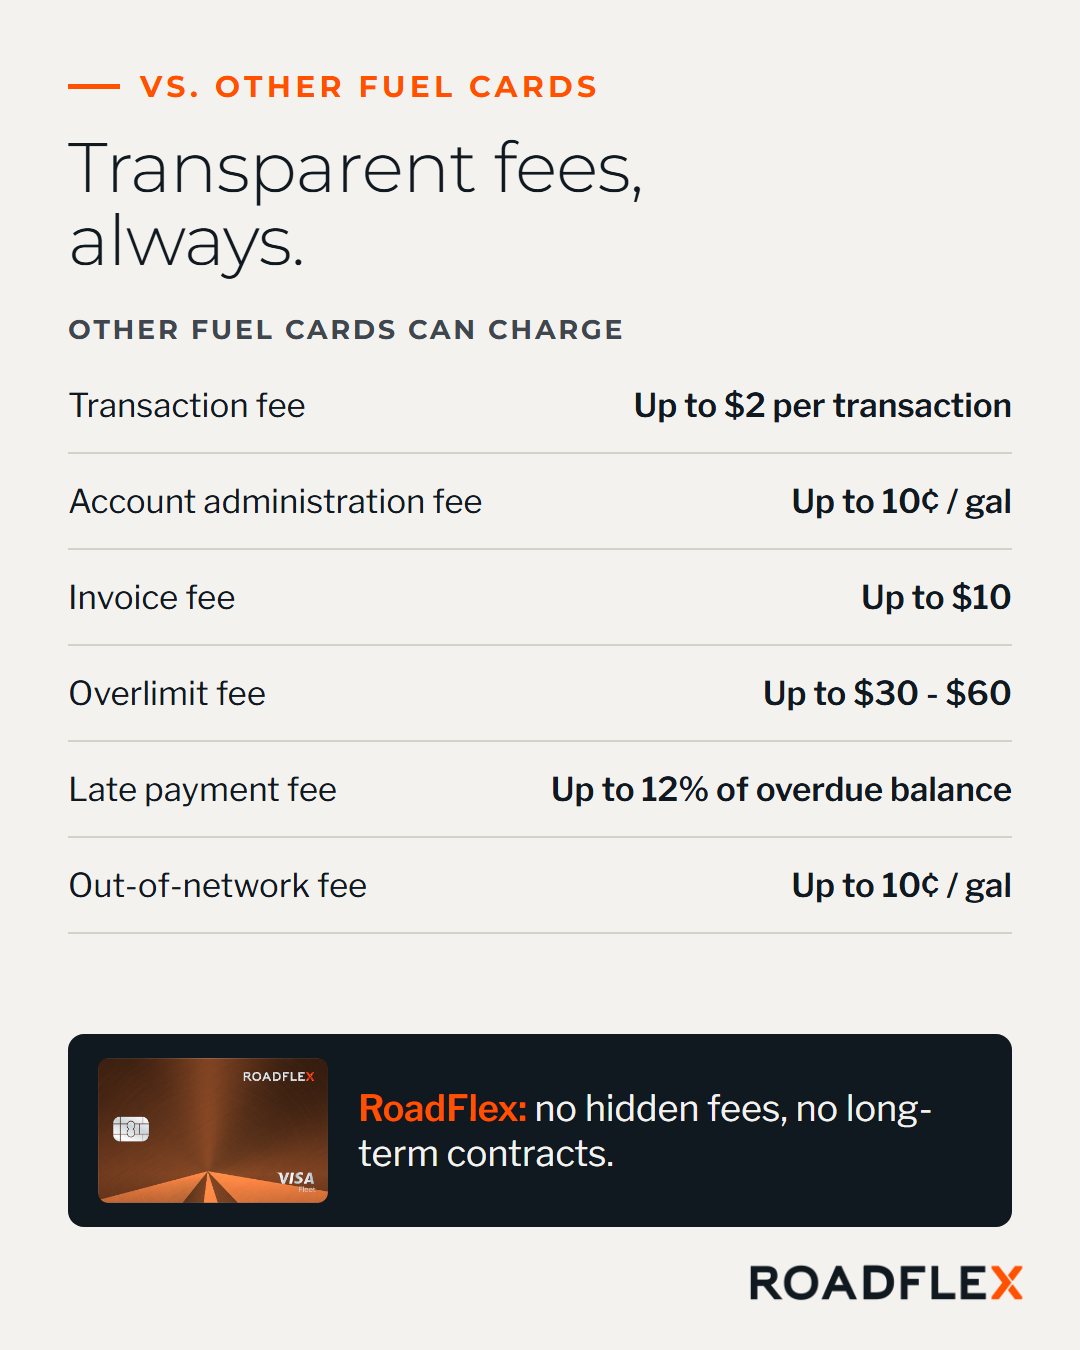 VS. OTHER FUEL CARDS
Transparent fees,
always.
OTHER FUEL CARDS CAN CHARGE
Transaction fee Up to $2 per transaction
Account administration fee Up to 10¢ / gal
Invoice fee Up to $10
Overlimit fee Up to $30 - $60
Late payment fee Up to 12% of overdue balance
Out-of-network fee Up to 10¢ / gal
ROADFLEX
VISA
Fleet
RoadFlex: no hidden fees, no long-
term contracts.
ROADFLEX